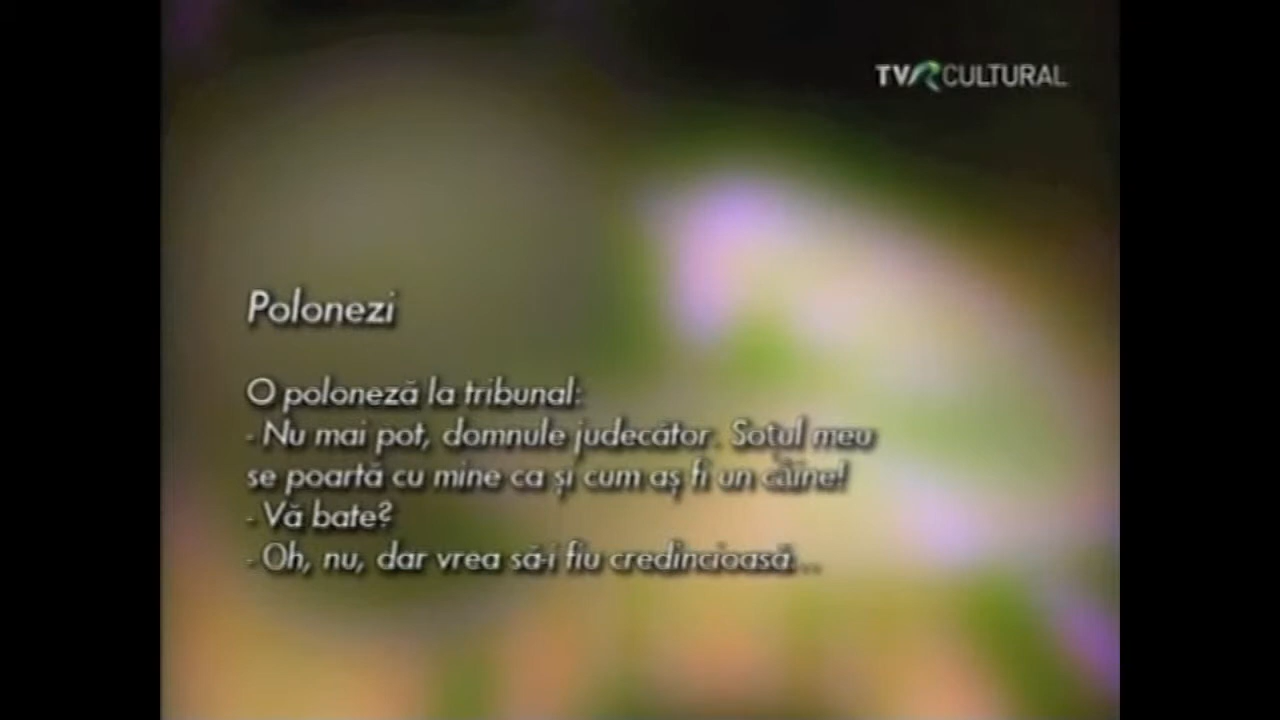 TVR CULTURAL
Polonezi
O poloneză la tribunal:
- Nu mai pot, domnule judecător. Soțul meu
se poartă cu mine ca și cum aș fi un câine!
- Vă bate?
- Oh, nu, dar vrea să-i fiu credincioasă...